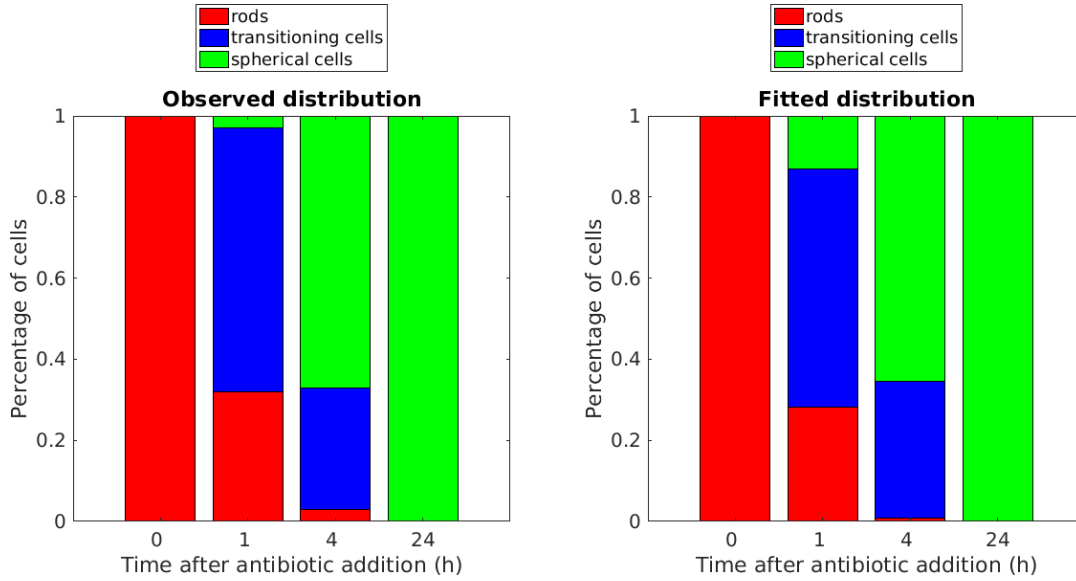 rods
transitioning cells
spherical cells
Observed distribution
1
0.8
0.6
0.4
0.2
0
Percentage of cells
0 1 4 24
Time after antibiotic addition (h)
rods
transitioning cells
spherical cells
Fitted distribution
1
0.8
0.6
0.4
0.2
0
Percentage of cells
0 1 4 24
Time after antibiotic addition (h)